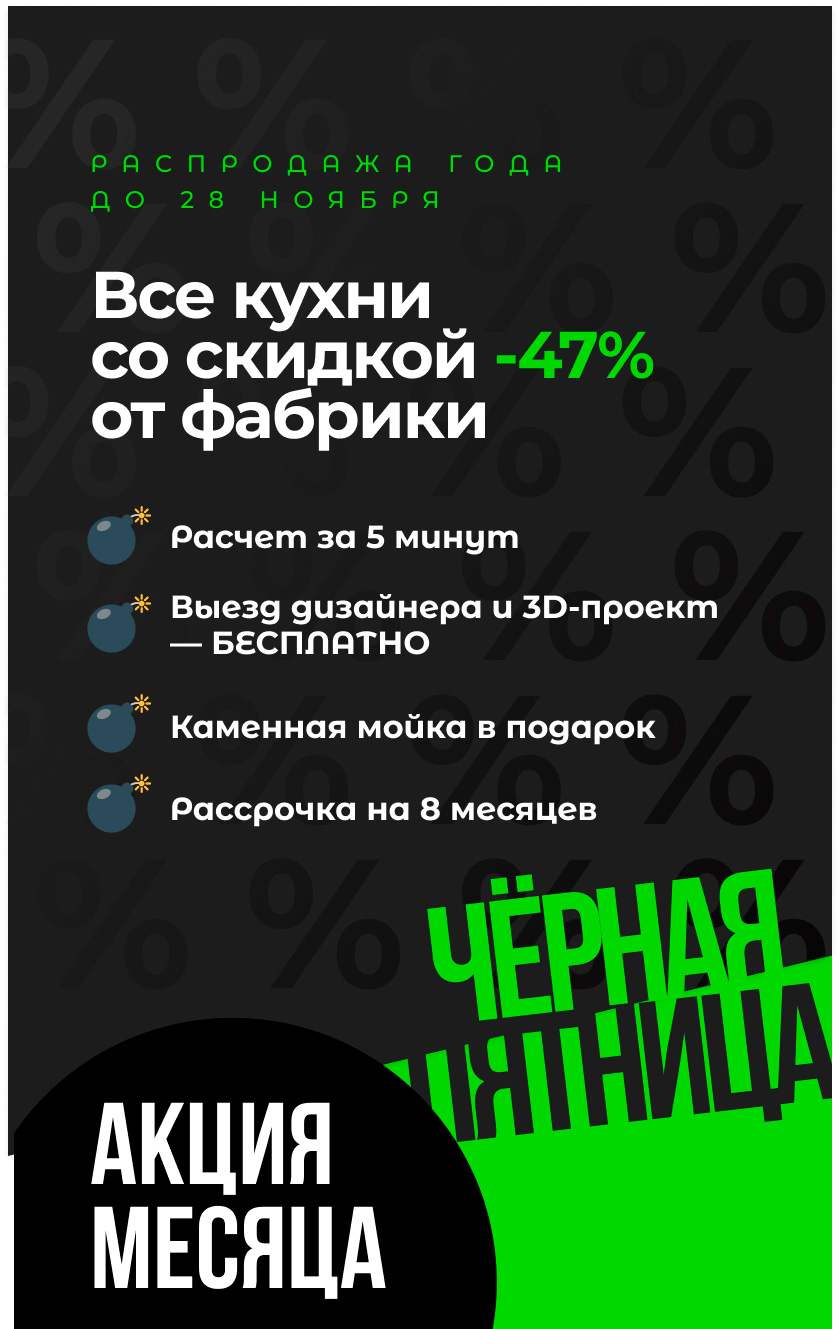 РАСПРОДАЖА ГОДА
ДО 28 НОЯБРЯ
Все кухни
со скидкой -47%
от фабрики
Расчет за 5 минут
Выезд дизайнера и 3D-проект
— БЕСПЛАТНО
Каменная мойка в подарок
Рассрочка на 8 месяцев
ЧЁРНАЯ
ПЯТНИЦА
АКЦИЯ
МЕСЯЦА